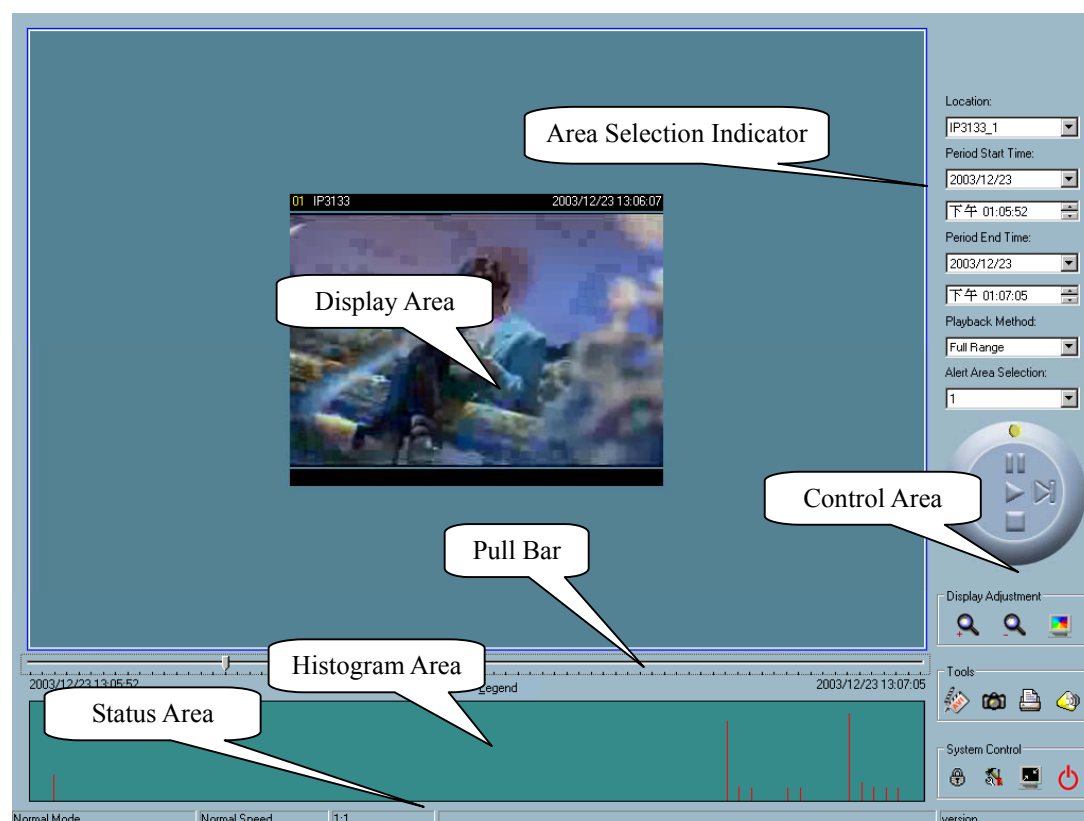 Location:
IP3133_1
Area Selection Indicator
Period Start Time:
2003/12/23
下午 01:05:52
Period End Time:
2003/12/23
下午 01:07:05
Playback Method:
Full Range
Alert Area Selection:
1
01 IP3133 2003/12/23 13:06:07
Display Area
Control Area
Pull Bar
Display Adjustment
Histogram Area
2003/12/23 13:05:52
Legend
2003/12/23 13:07:05
Tools
AVI
Status Area
System Control
Normal Mode
Normal Speed
1:1
version